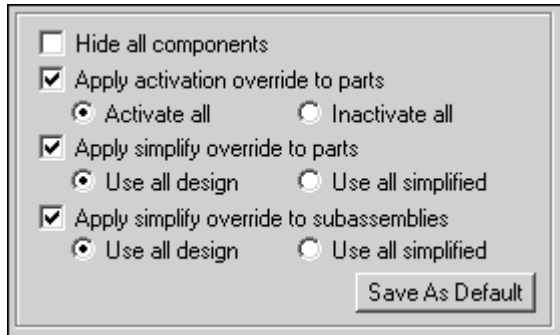 Hide all components
Apply activation override to parts
Activate all Inactivate all
Apply simplify override to parts
Use all design Use all simplified
Apply simplify override to subassemblies
Use all design Use all simplified
Save As Default